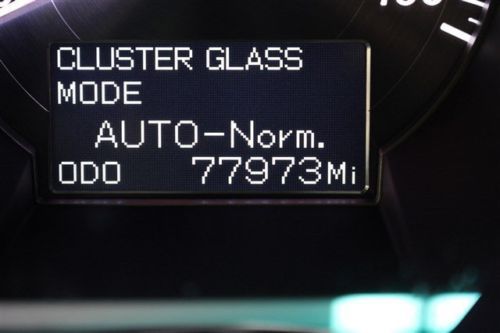 CLUSTER GLASS
MODE
AUTO-Norm.
ODO 77973Mi